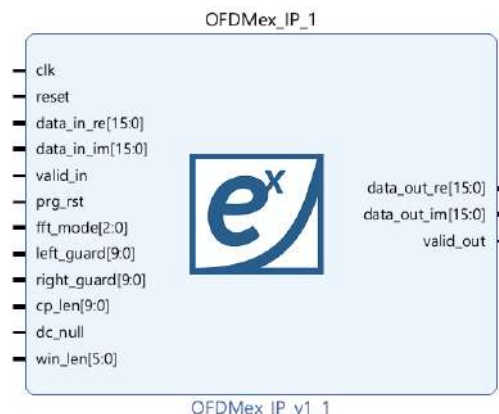 OFDMex_IP_1
clk
reset
data_in_re[15:0]
data_in_im[15:0]
valid_in
prg_rst
fft_mode[2:0]
left_guard[9:0]
right_guard[9:0]
cp_len[9:0]
dc_null
win_len[5:0]
ex
data_out_re[15:0]
data_out_im[15:0]
valid_out
OFDMex_IP_v1_1